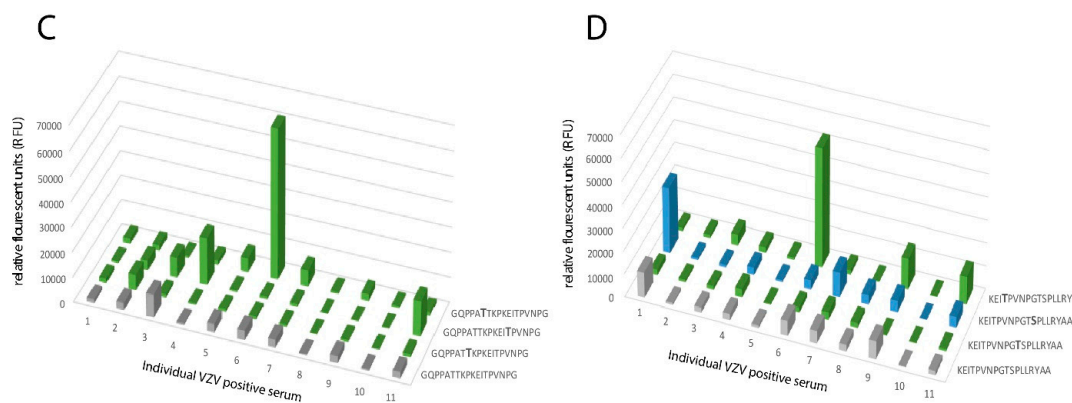 C
relative flourescent units (RFU)
70000
60000
50000
40000
30000
20000
10000
0
1 2 3 4 5 6 7 8 9 10 11
Individual VZV positive serum
GQPPATTKPKEITPVNPG
GQPPATTKPKEITPVNPG
GQPPATTKPKEITPVNPG
GQPPATTKPKEITPVNPG
D
relative flourescent units (RFU)
70000
60000
50000
40000
30000
20000
10000
0
1 2 3 4 5 6 7 8 9 10 11
Individual VZV positive serum
KEITPVNPGTSPLLRY
KEITPVNPGTSPLLRYAA
KEITPVNPGTSPLLRYAA
KEITPVNPGTSPLLRYAA